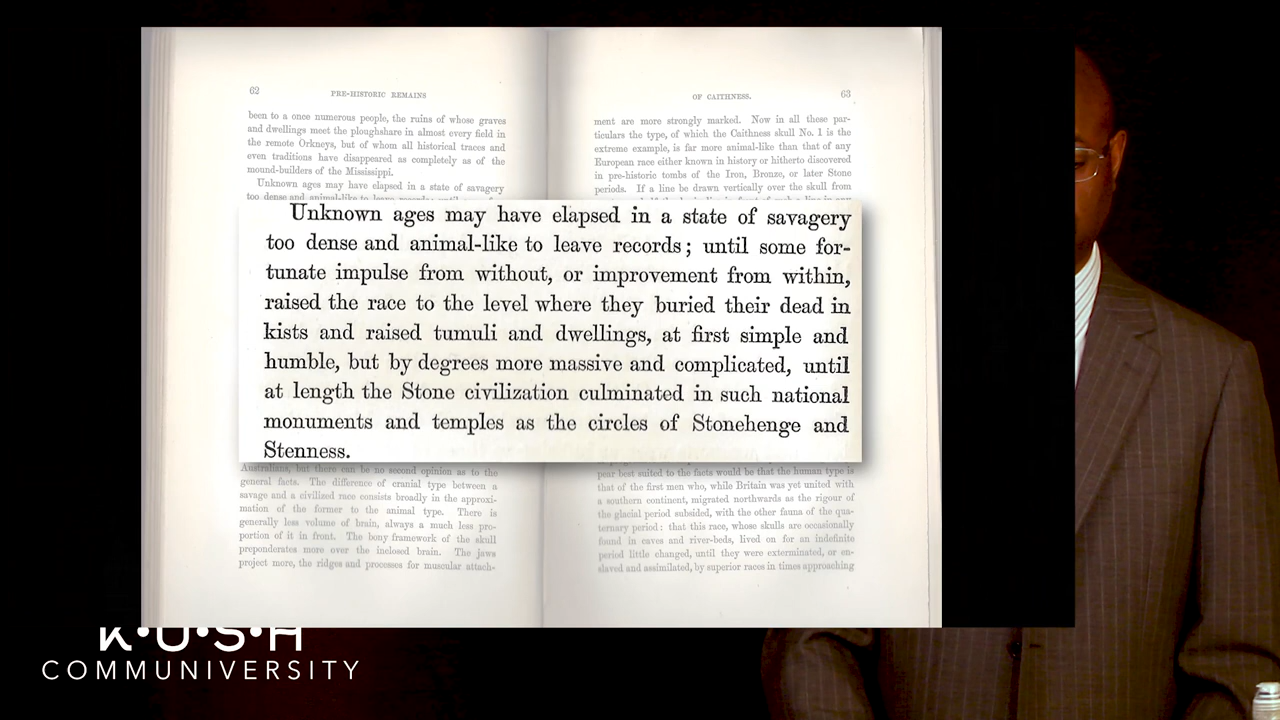 62
PRE-HISTORIC REMAINS
been to a once numerous people, the ruins of whose graves
and dwellings meet the ploughshare in almost every field in
the remote Orkneys, but of whom all historical traces and
even traditions have disappeared as completely as of the
mound-builders of the Mississippi.
Unknown ages may have elapsed in a state of savagery
too dense and animal-like to leave records; until some
Unknown ages may have elapsed in a state of savagery
too dense and animal-like to leave records; until some for-
tunate impulse from without, or improvement from within,
raised the race to the level where they buried their dead in
kists and raised tumuli and dwellings, at first simple and
humble, but by degrees more massive and complicated, until
at length the Stone civilization culminated in such national
monuments and temples as the circles of Stonehenge and
Stenness.
Australians, but there can be no second opinion as to the
general facts. The difference of cranial type between a
savage and a civilized race consists broadly in the approxi-
mation of the former to the animal type. There is
generally less volume of brain, always a much less pro-
portion of it in front. The bony framework of the skull
preponderates more over the inclosed brain. The jaws
project more, the ridges and processes for muscular attach-
OF CAITHNESS.
63
ment are more strongly marked. Now in all these par-
ticulars the type, of which the Caithness skull No. 1 is the
extreme example, is far more animal-like than that of any
European race either known in history or hitherto discovered
in pre-historic tombs of the Iron, Bronze, or later Stone
periods. If a line be drawn vertically over the skull from
pear best suited to the facts would be that the human type is
that of the first men who, while Britain was yet united with
a southern continent, migrated northwards as the rigour of
the glacial period subsided, with the other fauna of the qua-
ternary period: that this race, whose skulls are occasionally
found in caves and river-beds, lived on for an indefinite
period little changed, until they were exterminated, or en-
slaved and assimilated, by superior races in times approaching
K•U•S•H
COMMUNIVERSITY